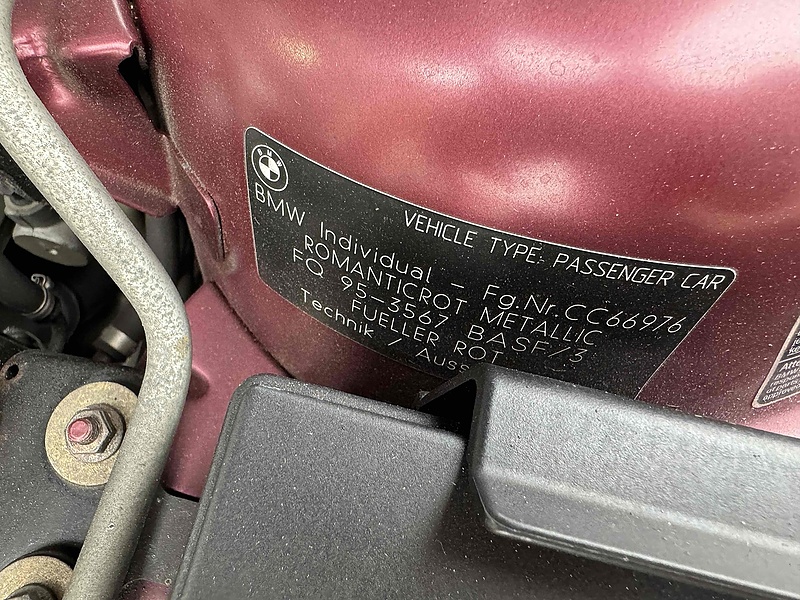 BMW
VEHICLE TYPE: PASSENGER CAR
BMW Individual – Fg.Nr.CC66976
ROMANTICROT METALLIC
FQ 95-3567 BASF/3
FUELLER ROT
Technik / Auss